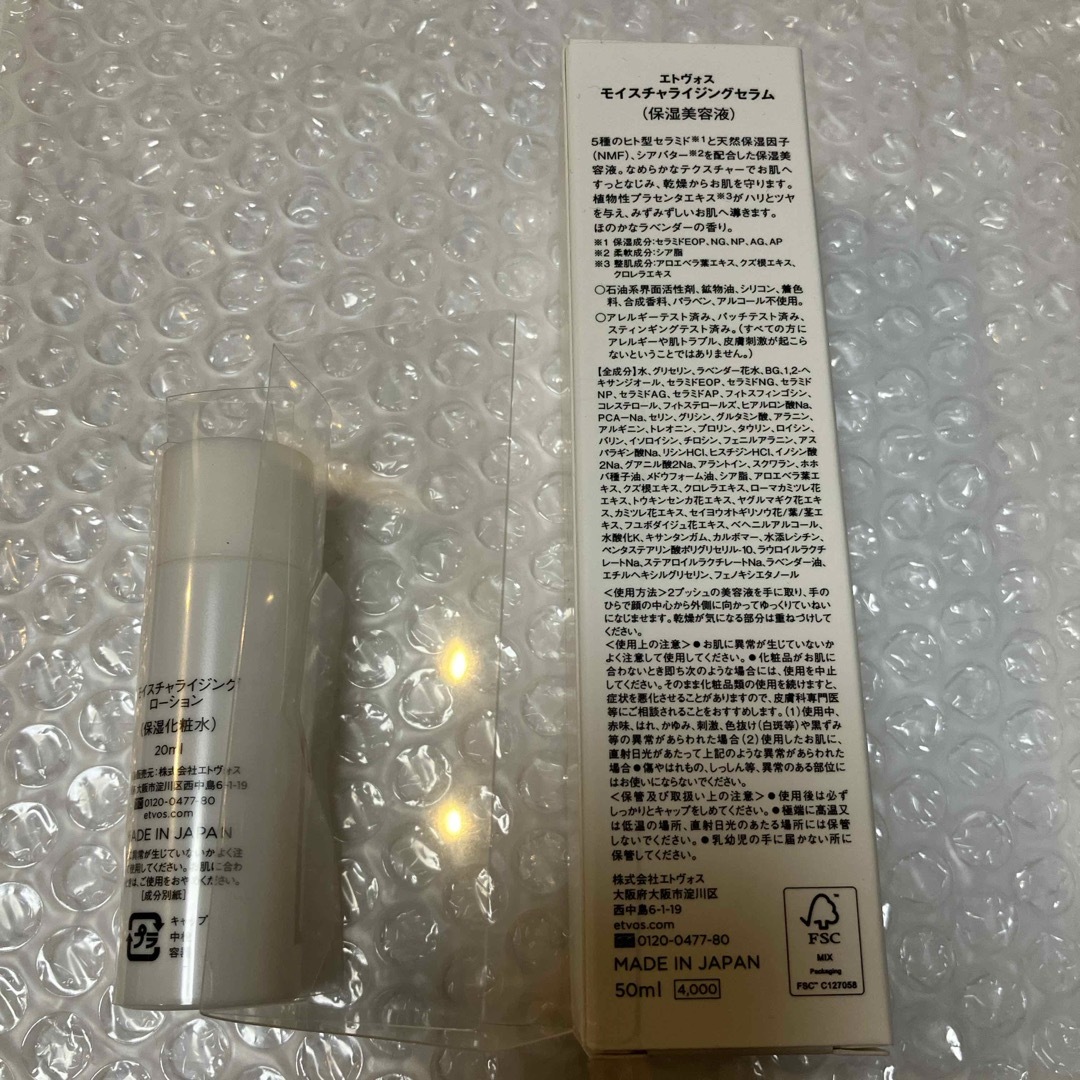 エトヴォス
モイスチャライジングセラム
(保湿美容液)
5種のヒト型セラミド※1と天然保湿因子
(NMF)、シアバター※2を配合した保湿美
容液。なめらかなテクスチャーでお肌へ
すっとなじみ、乾燥からお肌を守ります。
植物性プラセンタエキス※3がハリとツヤ
を与え、みずみずしいお肌へ導きます。
ほのかなラベンダーの香り。
※1 保湿成分:セラミドEOP、NG、NP、AG、AP
※2 柔軟成分:シア脂
※3 整肌成分:アロエベラ葉エキス、クズ根エキス、
クロレラエキス
○石油系界面活性剤、鉱物油、シリコン、着色
料、合成香料、パラベン、アルコール不使用。
○アレルギーテスト済み、パッチテスト済み、
スティンギングテスト済み。(すべての方に
アレルギーや肌トラブル、皮膚刺激が起こら
ないということではありません。)
【全成分】水、グリセリン、ラベンダー花水、BG、1,2-ヘ
キサンジオール、セラミドEOP、セラミドNG、セラミド
NP、セラミドAG、セラミドAP、フィトスフィンゴシン、
コレステロール、フィトステロールズ、ヒアルロン酸Na、
PCA-Na、セリン、グリシン、グルタミン酸、アラニン、
アルギニン、トレオニン、プロリン、タウリン、ロイシン、
バリン、イソロイシン、チロシン、フェニルアラニン、アス
パラギン酸Na、リシンHCl、ヒスチジンHCl、イノシン酸
2Na、グアニル酸2Na、アラントイン、スクワラン、ホホ
バ種子油、メドウフォーム油、シア脂、アロエベラ葉エ
キス、クズ根エキス、クロレラエキス、ローマカミツレ花
エキス、トウキンセンカ花エキス、ヤグルマギク花エキ
ス、カミツレ花エキス、セイヨウオトギリソウ花/葉/茎エ
キス、フユボダイジュ花エキス、ベヘニルアルコール、
水酸化K、キサンタンガム、カルボマー、水添レシチン、
ペンタステアリン酸ポリグリセリル-10、ラウロイルラクチ
レートNa、ステアロイルラクチレートNa、ラベンダー油、
エチルヘキシルグリセリン、フェノキシエタノール
<使用方法>2プッシュの美容液を手に取り、手の
ひらで顔の中心から外側に向かってゆっくりていねい
になじませます。乾燥が気になる部分は重ねづけして
ください。
<使用上の注意>●お肌に異常が生じていないか
よく注意して使用してください。●化粧品がお肌に
合わないとき即ち次のような場合には、使用を中止
してください。そのまま化粧品類の使用を続けますと、
症状を悪化させることがありますので、皮膚科専門医
等にご相談されることをおすすめします。(1)使用中、
赤味、はれ、かゆみ、刺激、色抜け(白斑等)や黒ずみ
等の異常があらわれた場合(2)使用したお肌に、
直射日光があたって上記のような異常があらわれた
場合●傷やはれもの、しっしん等、異常のある部位に
はお使いにならないでください。
<保管及び取扱い上の注意>●使用後は必ず
しっかりとキャップをしめてください。●極端に高温又
は低温の場所、直射日光のあたる場所には保管
しないでください。●乳幼児の手に届かない所に
保管してください。
株式会社エトヴォス
大阪府大阪市淀川区
西中島6-1-19
etvos.com
0120-0477-80
MADE IN JAPAN
50ml 4,000
FSC
MIX
Packaging
FSC™ C127058
モイスチャライジング
ローション
(保湿化粧水)
20ml
売元:株式会社エトヴォス
大阪市淀川区西中島6-1-19
0120-0477-80
etvos.com
MADE IN JAPAN
異常が生じていないかよく注
使用してください。お肌に合わ
きは、ご使用をおやめください。
[成分別紙]
プラ
キャップ
中
容